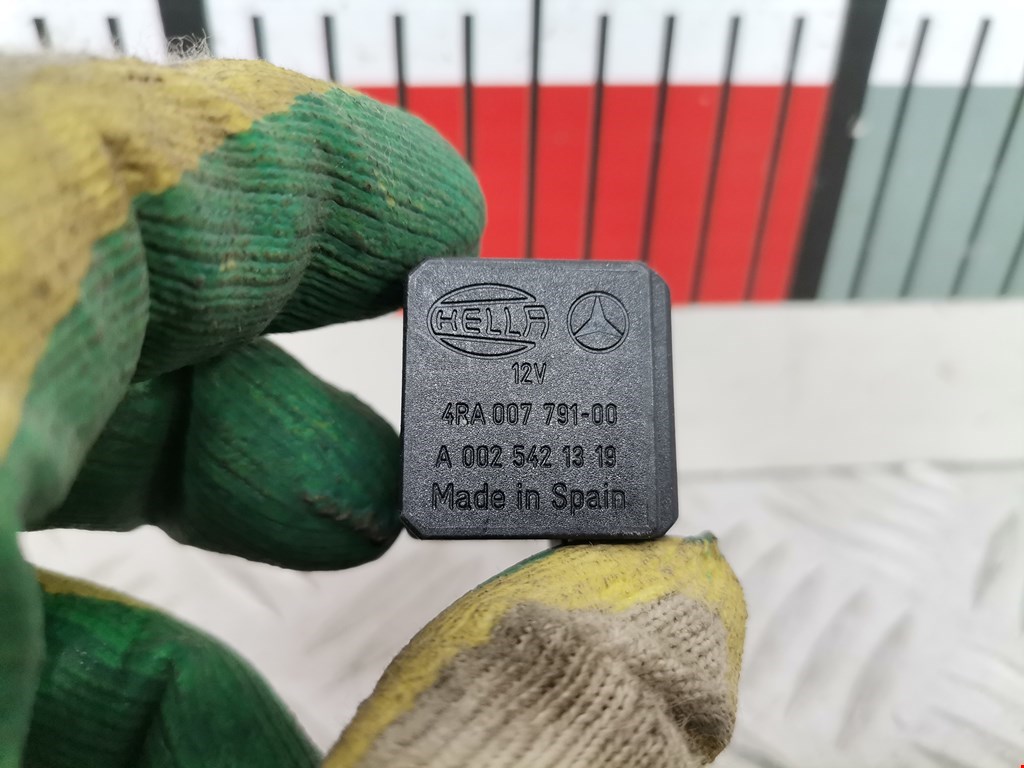 HELLA
12V
4RA 007 791-00
A 002 542 13 19
Made in Spain